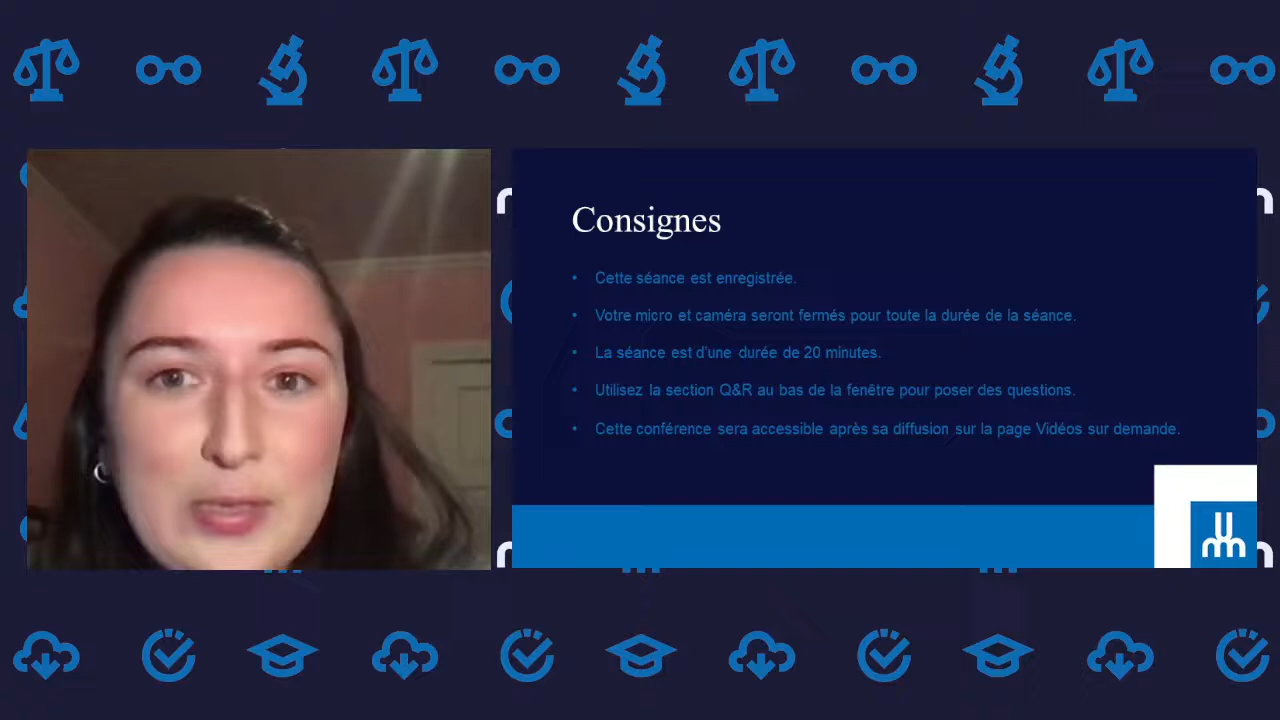 Consignes
• Cette séance est enregistrée.
• Votre micro et caméra seront fermés pour toute la durée de la séance.
• La séance est d'une durée de 20 minutes.
• Utilisez la section Q&R au bas de la fenêtre pour poser des questions.
• Cette conférence sera accessible après sa diffusion sur la page Vidéos sur demande.